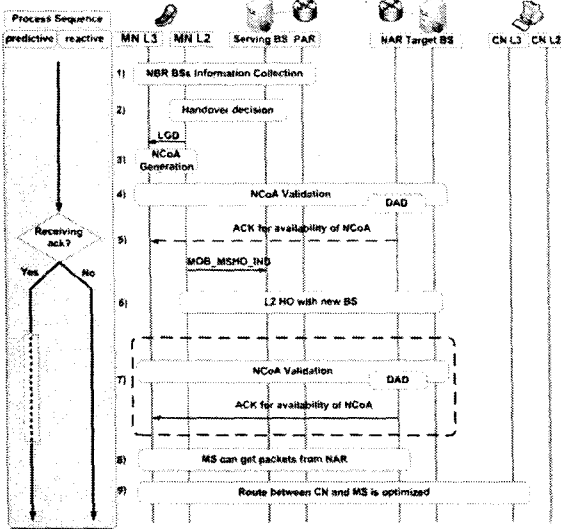 Process Sequence
predictive reactive
MN L3 MN L2 Serving BS PAR NAR Target BS CN L3 CN L2
1) NBR BSs Information Collection
2) Handover decision
LGD
3) NCoA
Generation
4) NCoA Validation
DAD
Receiving
ack?
5) ACK for availability of NCoA
Yes No
MOB_MSHO_IND
6) L2 HO with new BS
7) NCoA Validation
DAD
ACK for availability of NCoA
8) MS can get packets from NAR
9) Route between CN and MS is optimized